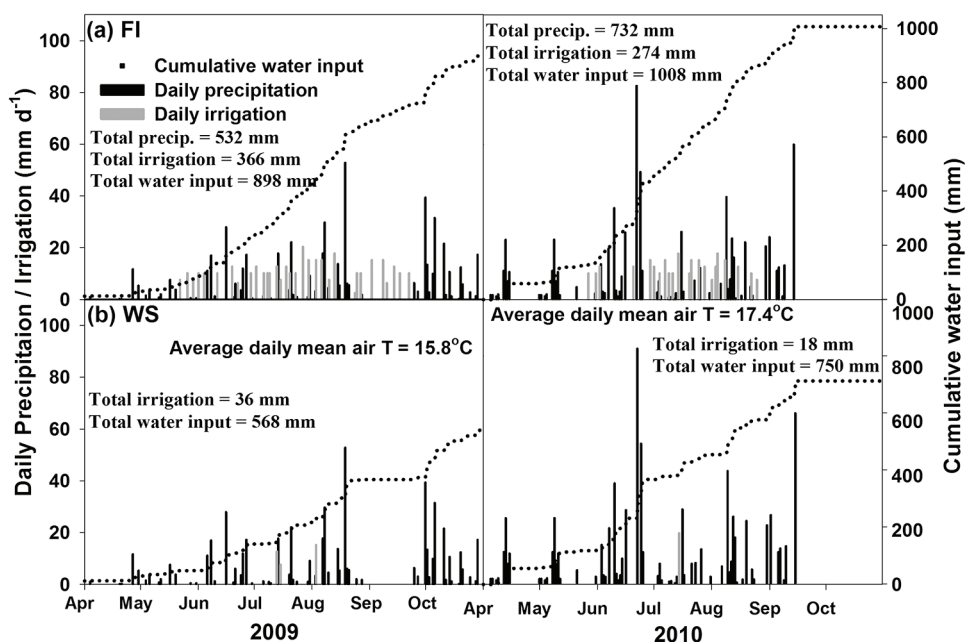 (a) FI
Cumulative water input
Daily precipitation
Daily irrigation
Total precip. = 532 mm
Total irrigation = 366 mm
Total water input = 898 mm
Total precip. = 732 mm
Total irrigation = 274 mm
Total water input = 1008 mm
100
80
60
40
20
0
1000
800
600
400
200
0
(b) WS
Average daily mean air T = 15.8°C
Total irrigation = 36 mm
Total water input = 568 mm
Average daily mean air T = 17.4°C
Total irrigation = 18 mm
Total water input = 750 mm
100
80
60
40
20
0
1000
800
600
400
200
0
Daily Precipitaion / Irrigation (mm d-1)
Cumulative water input (mm)
Apr May Jun Jul Aug Sep Oct Apr May Jun Jul Aug Sep Oct
2009 2010